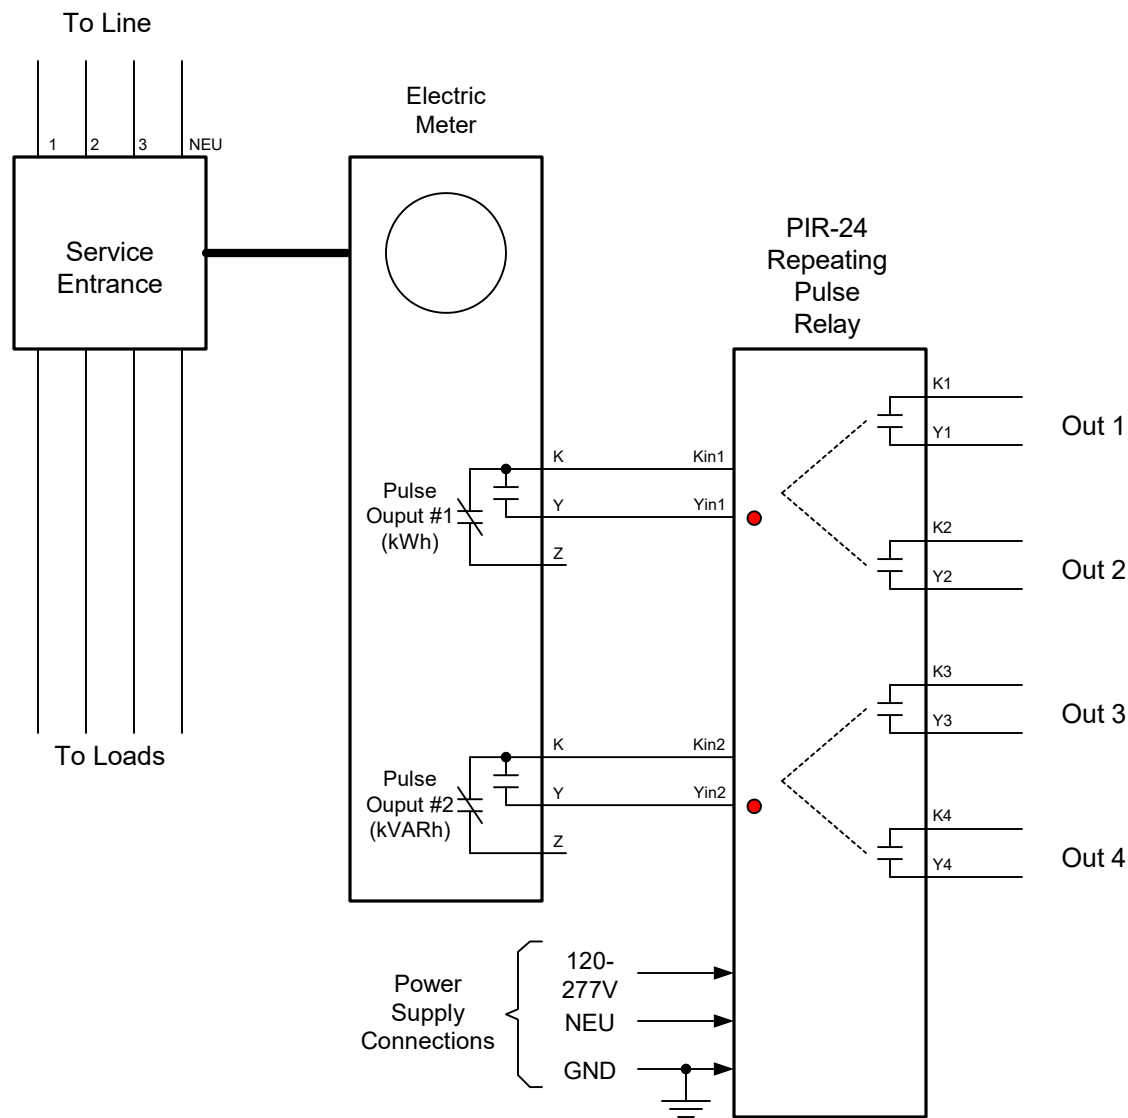 To Line
1
2
3
NEU
Service
Entrance
To Loads
Electric
Meter
Pulse
Ouput #1
(kWh)
K
Y
Z
Pulse
Ouput #2
(kVARh)
K
Y
Z
Kin1
Yin1
Kin2
Yin2
PIR-24
Repeating
Pulse
Relay
K1
Y1
Out 1
K2
Y2
Out 2
K3
Y3
Out 3
K4
Y4
Out 4
Power
Supply
Connections
120-
277V
NEU
GND